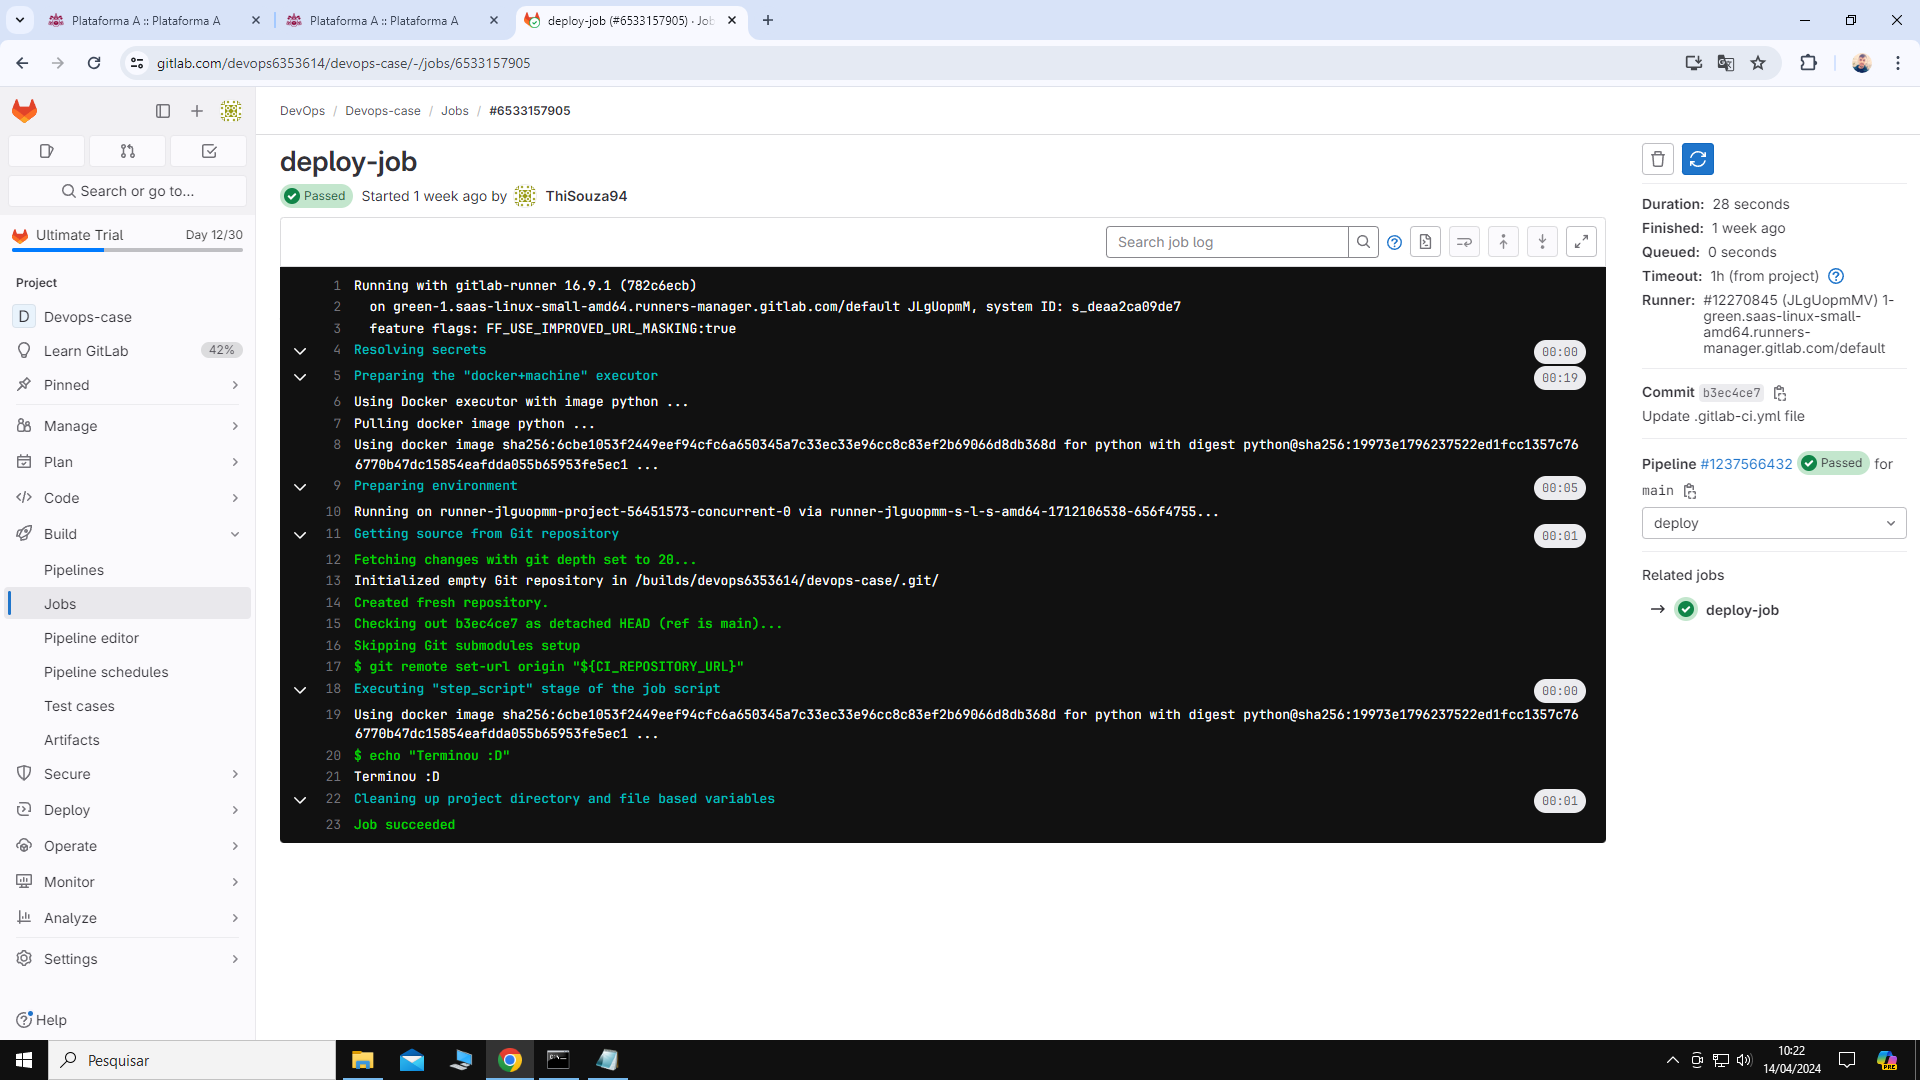 Plataforma A :: Plataforma A
Plataforma A :: Plataforma A
deploy-job (#6533157905) · Job
gitlab.com/devops6353614/devops-case/-/jobs/6533157905
DevOps / Devops-case / Jobs / #6533157905
Search or go to...
Ultimate Trial Day 12/30
Project
D Devops-case
Learn GitLab 42%
Pinned
Manage
Plan
Code
Build
Pipelines
Jobs
Pipeline editor
Pipeline schedules
Test cases
Artifacts
Secure
Deploy
Operate
Monitor
Analyze
Settings
Help
deploy-job
Passed Started 1 week ago by ThiSouza94
Search job log
1 Running with gitlab-runner 16.9.1 (782c6ecb)
2 on green-1.saas-linux-small-amd64.runners-manager.gitlab.com/default JLgUopmM, system ID: s_deaa2ca09de7
3 feature flags: FF_USE_IMPROVED_URL_MASKING:true
4 Resolving secrets 00:00
5 Preparing the "docker+machine" executor 00:19
6 Using Docker executor with image python ...
7 Pulling docker image python ...
8 Using docker image sha256:6cbe1053f2449eef94cfc6a650345a7c33ec33e96cc8c83ef2b69066d8db368d for python with digest python@sha256:19973e1796237522ed1fcc1357c76
6770b47dc15854eafdda055b65953fe5ec1 ...
9 Preparing environment 00:05
10 Running on runner-jlguopmm-project-56451573-concurrent-0 via runner-jlguopmm-s-l-s-amd64-1712106538-656f4755...
11 Getting source from Git repository 00:01
12 Fetching changes with git depth set to 20...
13 Initialized empty Git repository in /builds/devops6353614/devops-case/.git/
14 Created fresh repository.
15 Checking out b3ec4ce7 as detached HEAD (ref is main)...
16 Skipping Git submodules setup
17 $ git remote set-url origin "${CI_REPOSITORY_URL}"
18 Executing "step_script" stage of the job script 00:00
19 Using docker image sha256:6cbe1053f2449eef94cfc6a650345a7c33ec33e96cc8c83ef2b69066d8db368d for python with digest python@sha256:19973e1796237522ed1fcc1357c76
6770b47dc15854eafdda055b65953fe5ec1 ...
20 $ echo "Terminou :D"
21 Terminou :D
22 Cleaning up project directory and file based variables 00:01
23 Job succeeded
Duration: 28 seconds
Finished: 1 week ago
Queued: 0 seconds
Timeout: 1h (from project)
Runner: #12270845 (JLgUopmMV) 1-
green.saas-linux-small-
amd64.runners-
manager.gitlab.com/default
Commit b3ec4ce7
Update .gitlab-ci.yml file
Pipeline #1237566432 Passed for
main
deploy
Related jobs
deploy-job
Pesquisar
10:22
14/04/2024
PRE